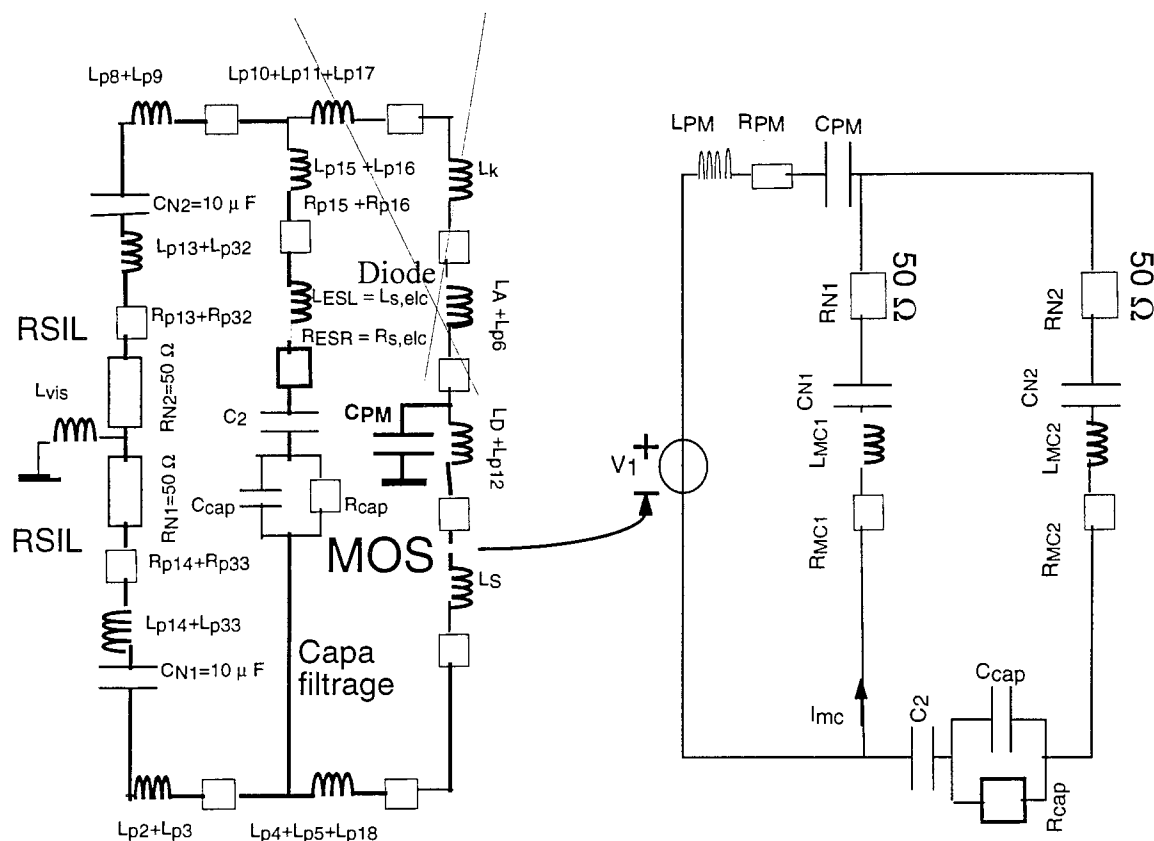 Lp8+Lp9
Lp10+Lp11+Lp17
Lp15 +Lp16
Lk
CN2=10 µ F
Rp15 +Rp16
Lp13+Lp32
Diode
LESL = Ls,elc
LA +Lp6
Rp13+Rp32
RSIL
RESR = Rs,elc
RN2=50 Ω
Lvis
C2
CPM
LD +Lp12
RN1=50 Ω
Ccap
Rcap
RSIL
MOS
Rp14+Rp33
LS
Lp14+Lp33
Capa
filtrage
CN1=10 µ F
Lp2+Lp3
Lp4+Lp5+Lp18
LPM
RPM
CPM
RN1
50 Ω
RN2
50 Ω
CN1
CN2
V1
+
LMC1
LMC2
RMC1
RMC2
Imc
C2
Ccap
Rcap